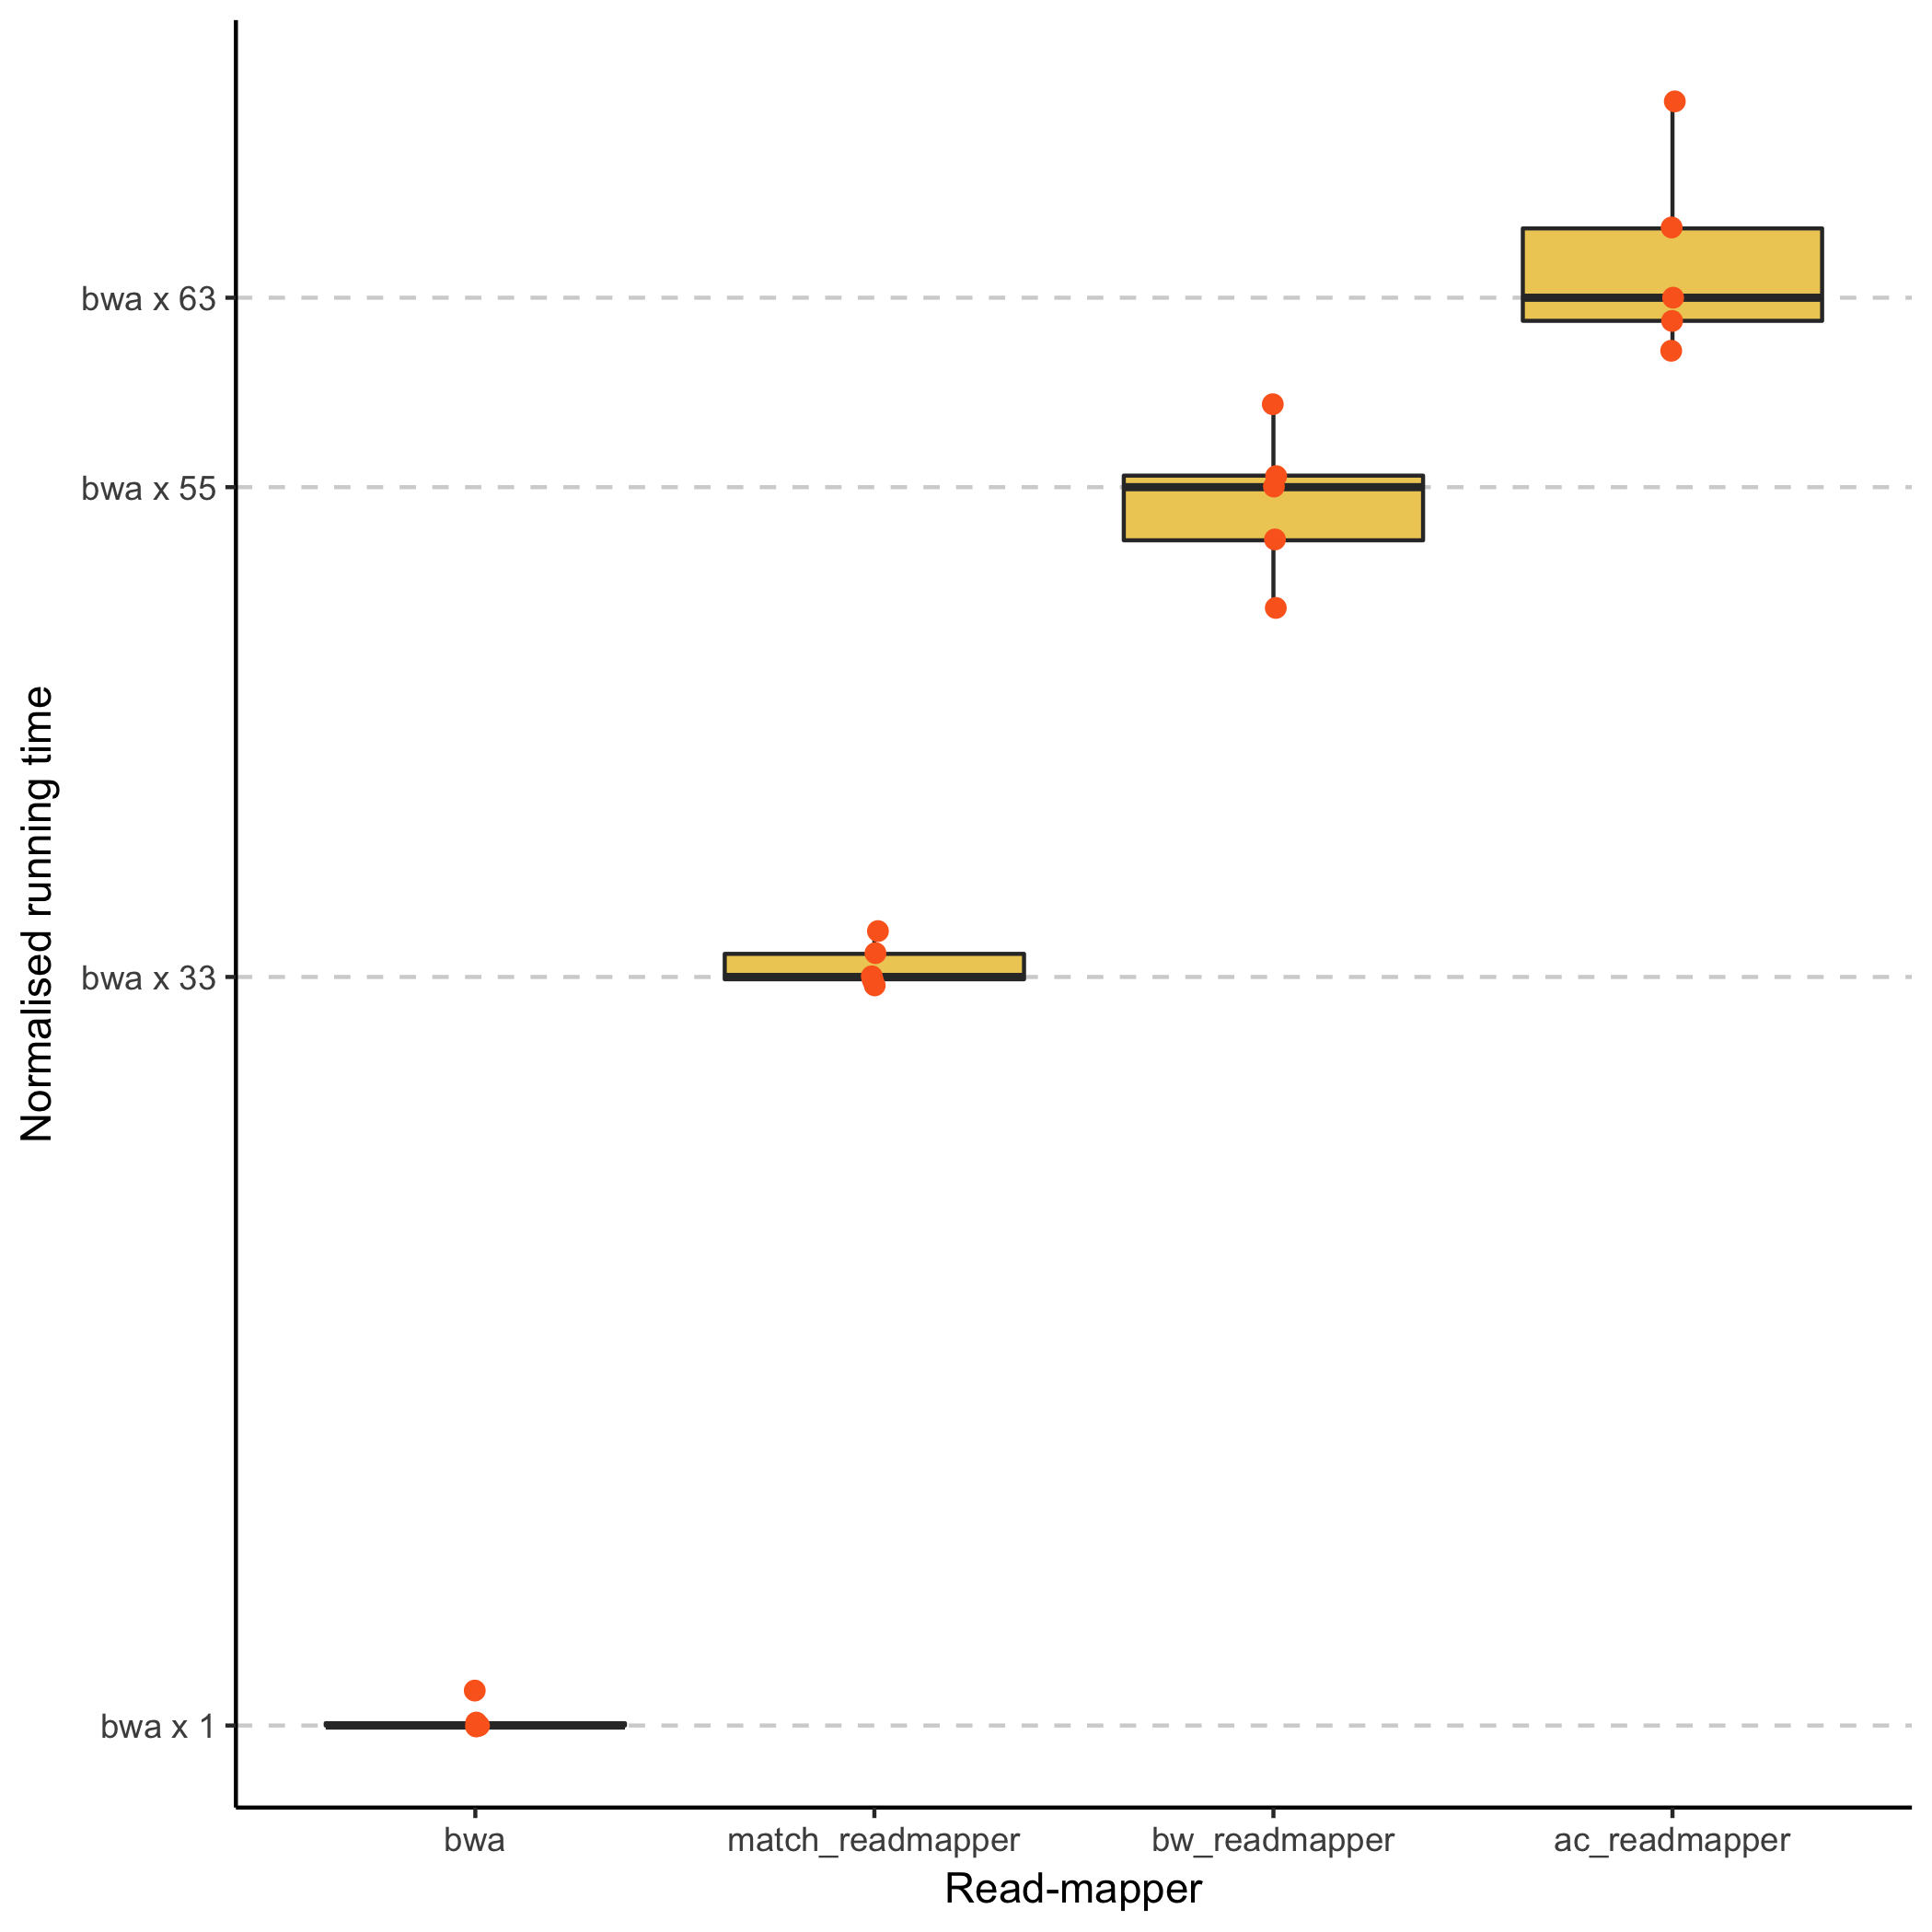 Normalised running time
bwa x 63
bwa x 55
bwa x 33
bwa x 1
bwa match_readmapper bw_readmapper ac_readmapper
Read-mapper